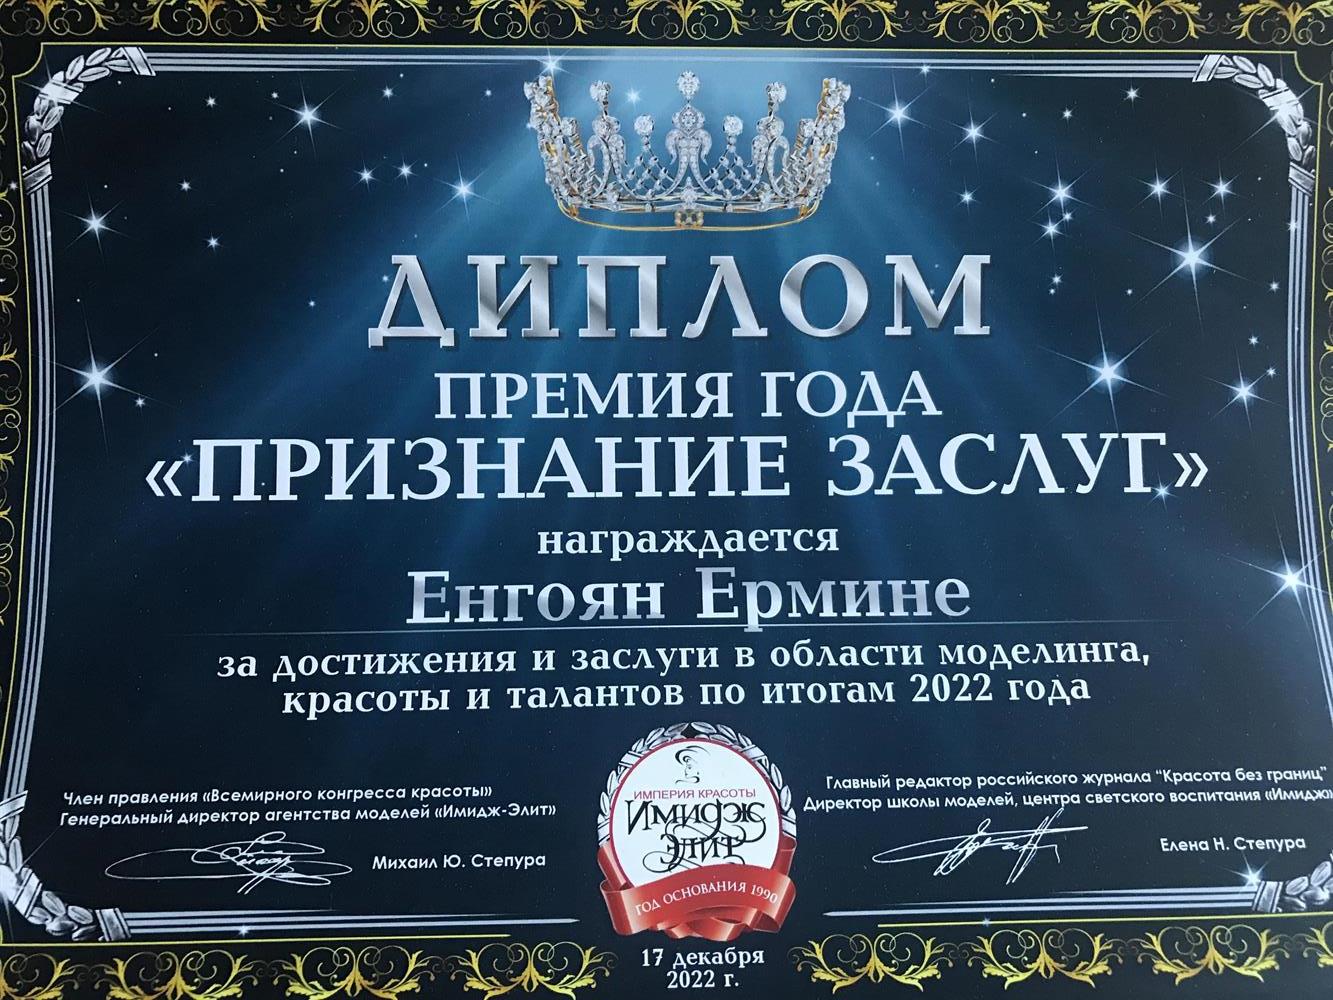 ДИПЛОМ
ПРЕМИЯ ГОДА
«ПРИЗНАНИЕ ЗАСЛУГ»
награждается
Енгоян Ермине
за достижения и заслуги в области моделинга,
красоты и талантов по итогам 2022 года
Член правления «Всемирного конгресса красоты»
Генеральный директор агентства моделей «Имидж-Элит»
Михаил Ю. Степура
ИМПЕРИЯ КРАСОТЫ
Имидж
Элит
ГОД ОСНОВАНИЯ 1990
17 декабря
2022 г.
Главный редактор российского журнала "Красота без границ"
Директор школы моделей, центра светского воспитания «Имидж»
Елена Н. Степура